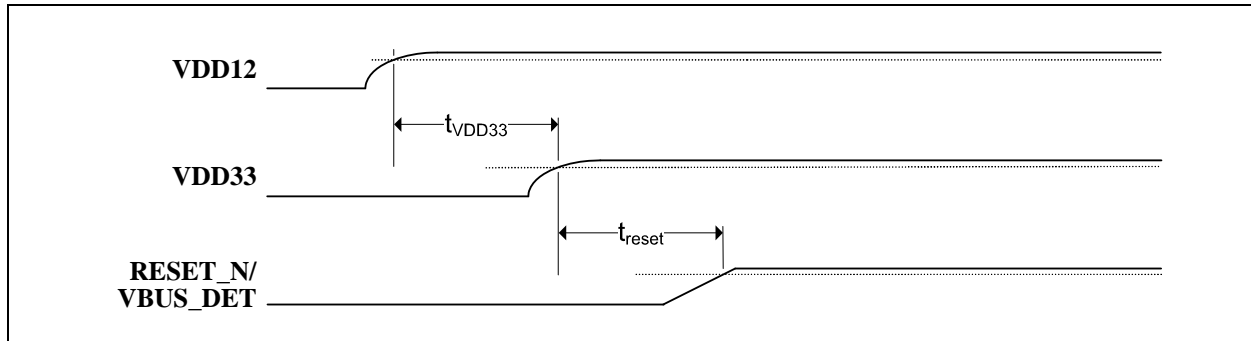 VDD12
tVDD33
VDD33
treset
RESET_N/
VBUS_DET